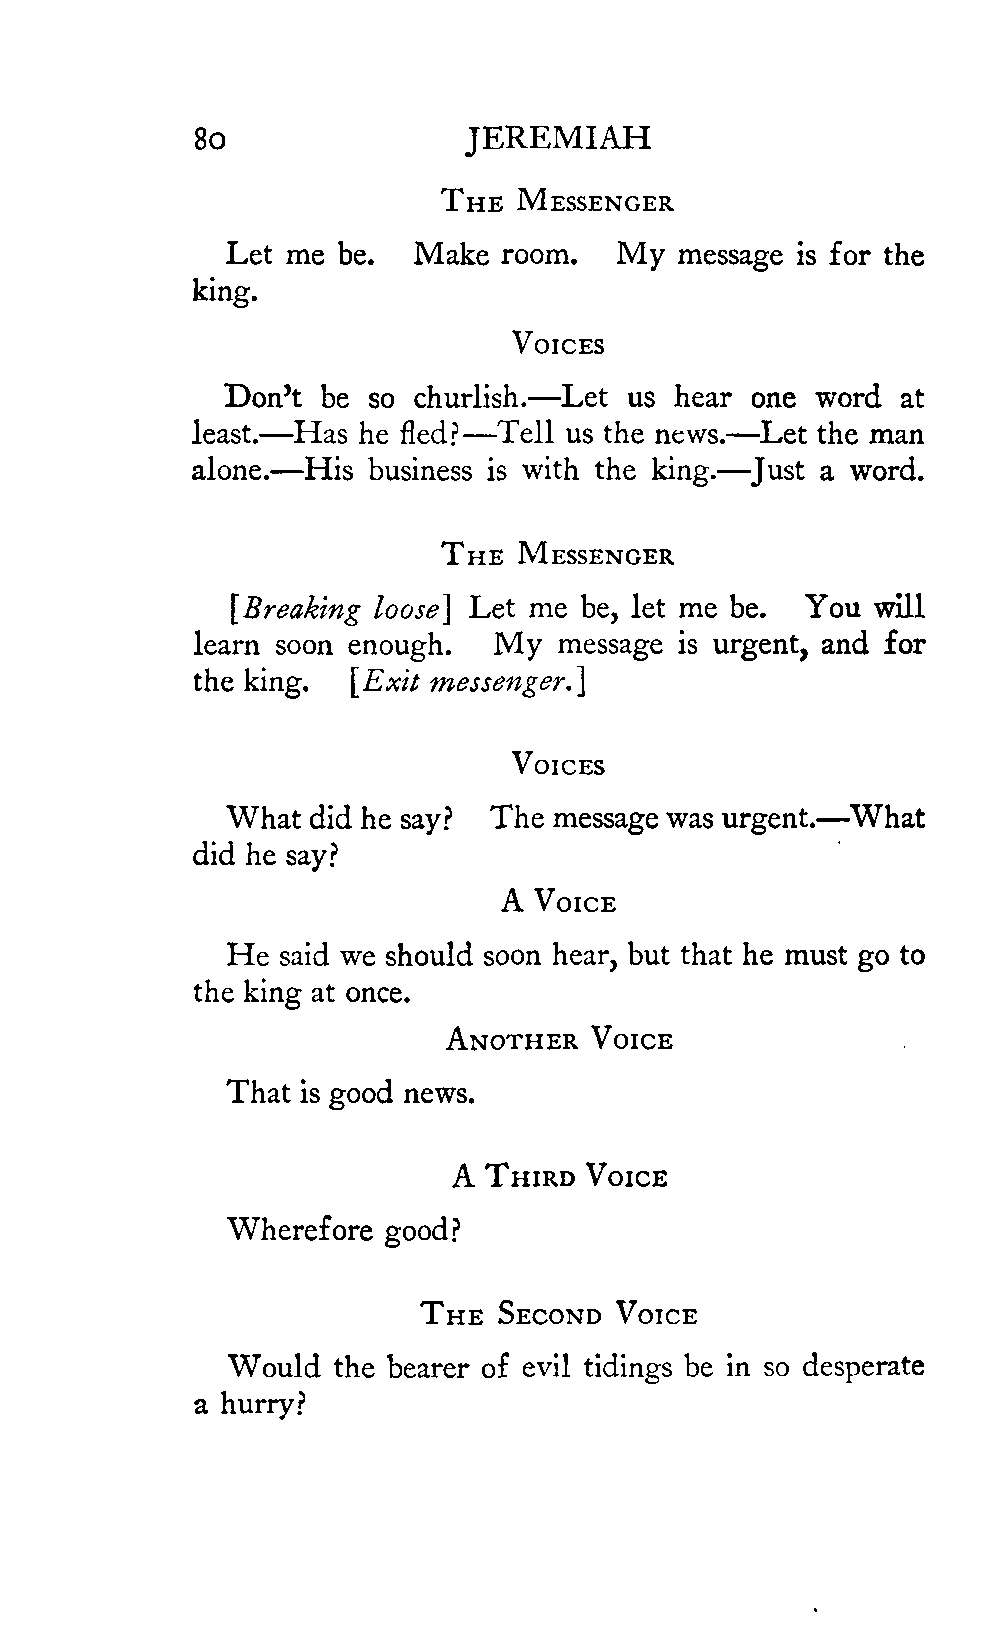 80 JEREMIAH
THE MESSENGER
Let me be. Make room. My message is for the
king.
VOICES
Don't be so churlish.—Let us hear one word at
least.—Has he fled?—Tell us the news.—Let the man
alone.—His business is with the king.—Just a word.
THE MESSENGER
[Breaking loose] Let me be, let me be. You will
learn soon enough. My message is urgent, and for
the king. [Exit messenger.]
VOICES
What did he say? The message was urgent.—What
did he say?
A VOICE
He said we should soon hear, but that he must go to
the king at once.
ANOTHER VOICE
That is good news.
A THIRD VOICE
Wherefore good?
THE SECOND VOICE
Would the bearer of evil tidings be in so desperate
a hurry?